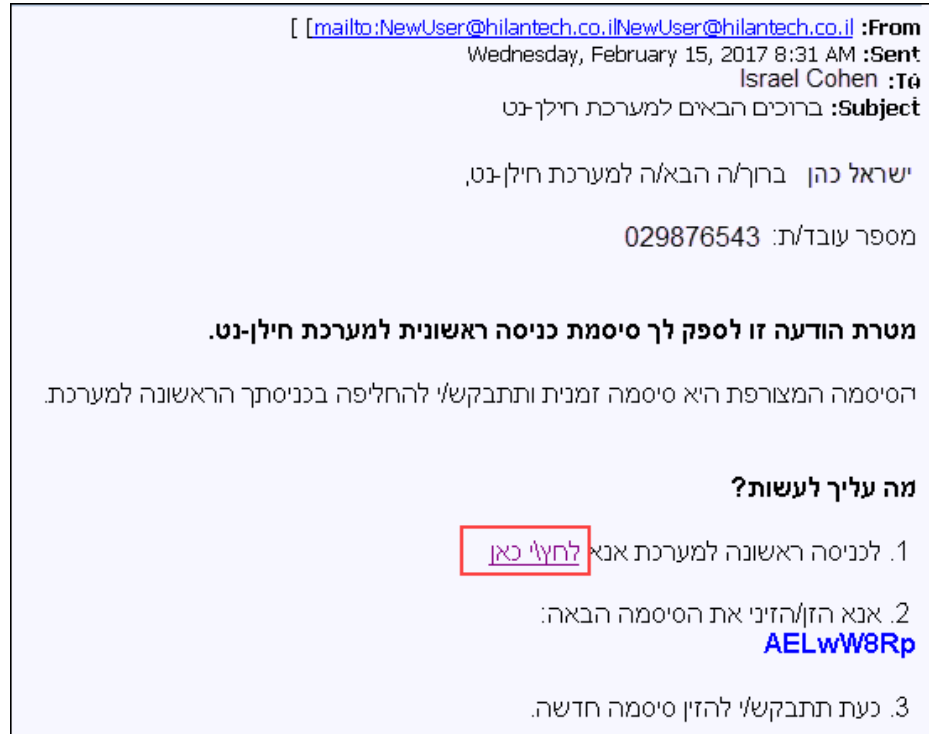 From: [mailto:NewUser@hilantech.co.ilNewUser@hilantech.co.il] [
Sent: Wednesday, February 15, 2017 8:31 AM
To: Israel Cohen
Subject: ברוכים הבאים למערכת חילן-נט
ישראל כהן ברוך/ה הבא/ה למערכת חילן-נט,
מספר עובד/ת: 029876543
מטרת הודעה זו לספק לך סיסמת כניסה ראשונית למערכת חילן-נט.
הסיסמה המצורפת היא סיסמה זמנית ותתבקש/י להחליפה בכניסתך הראשונה למערכת.
מה עליך לעשות?
1. לכניסה ראשונה למערכת אנא לחץ\י כאן
2. אנא הזן/הזיני את הסיסמה הבאה:
AELwW8Rp
3. כעת תתבקש/י להזין סיסמה חדשה.